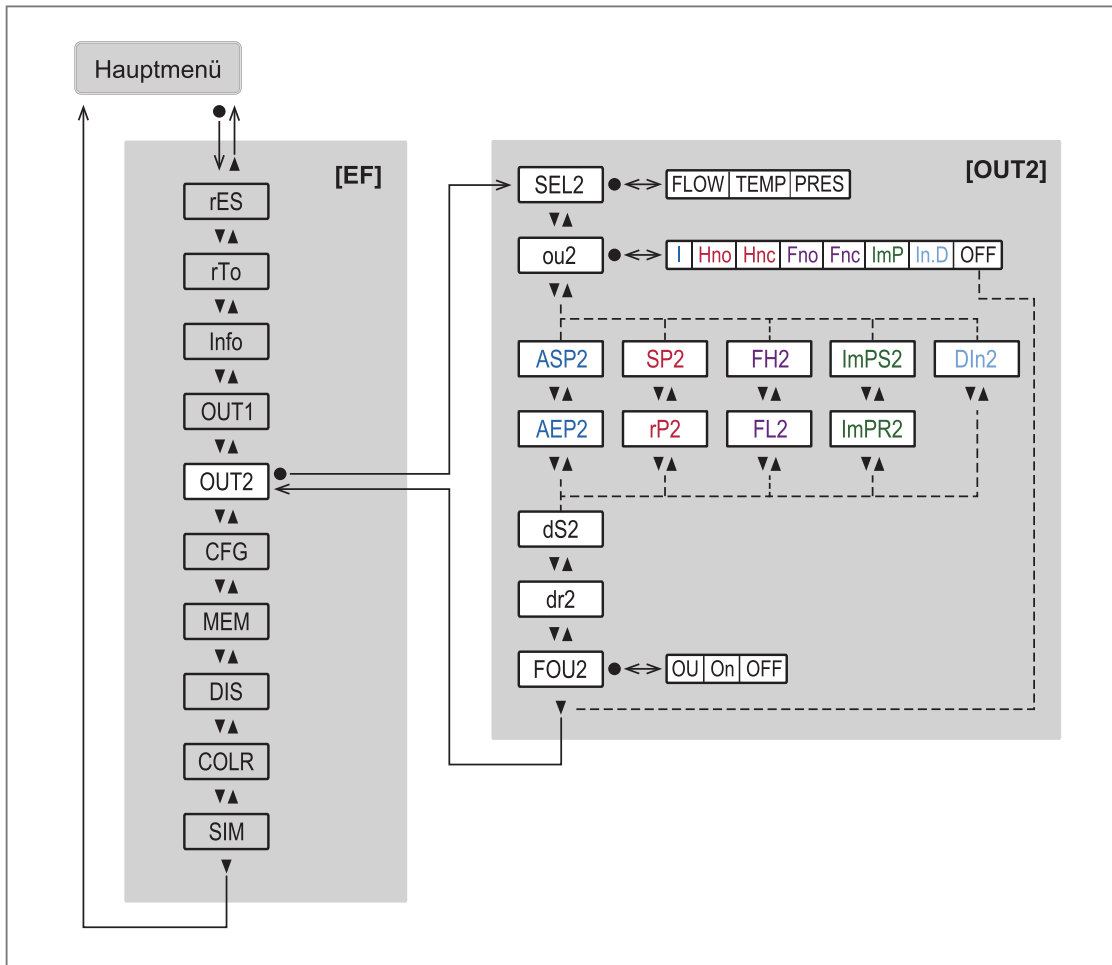 Hauptmenü
[EF]
rES
rTo
Info
OUT1
OUT2
CFG
MEM
DIS
COLR
SIM
[OUT2]
SEL2 FLOW TEMP PRES
ou2 I Hno Hnc Fno Fnc ImP In.D OFF
ASP2 SP2 FH2 ImPS2 DIn2
AEP2 rP2 FL2 ImPR2
dS2
dr2
FOU2 OU On OFF